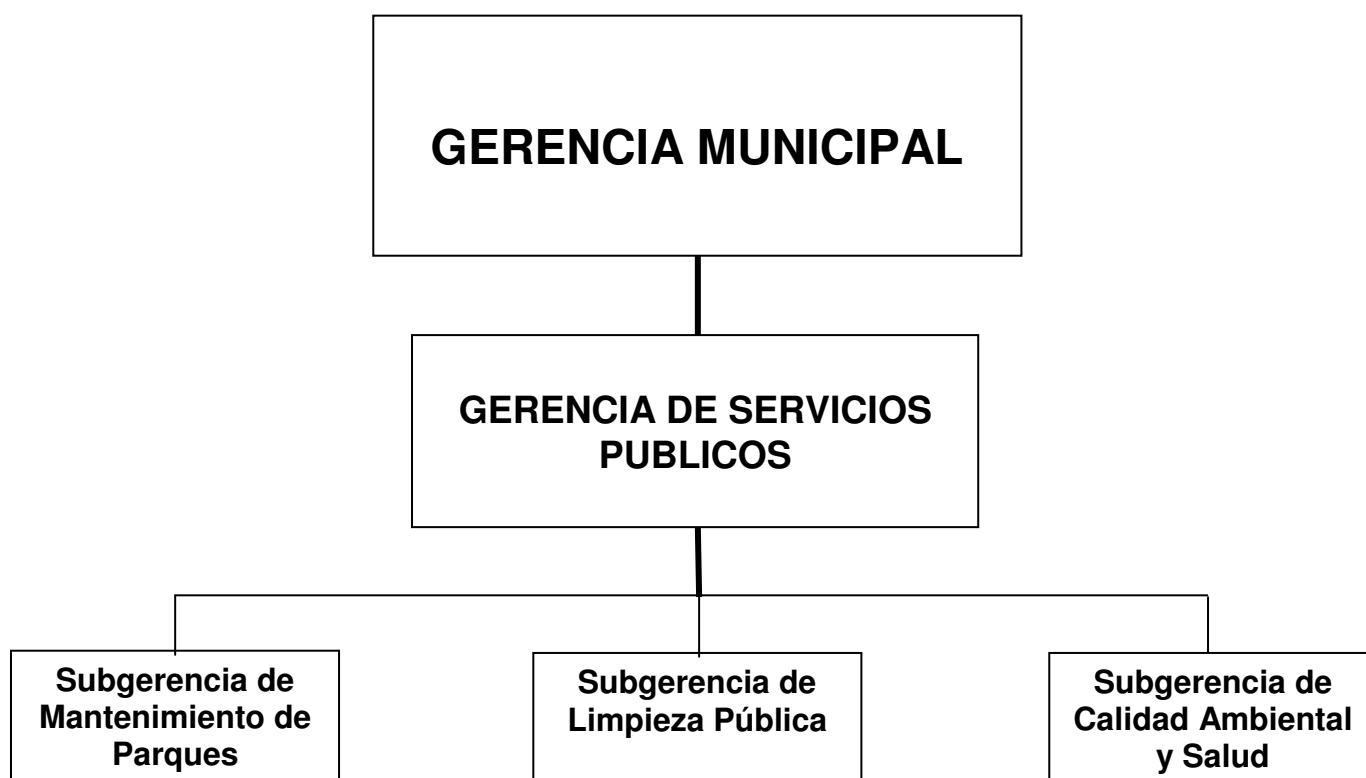 GERENCIA MUNICIPAL
GERENCIA DE SERVICIOS
PUBLICOS
Subgerencia de
Mantenimiento de
Parques
Subgerencia de
Limpieza Pública
Subgerencia de
Calidad Ambiental
y Salud